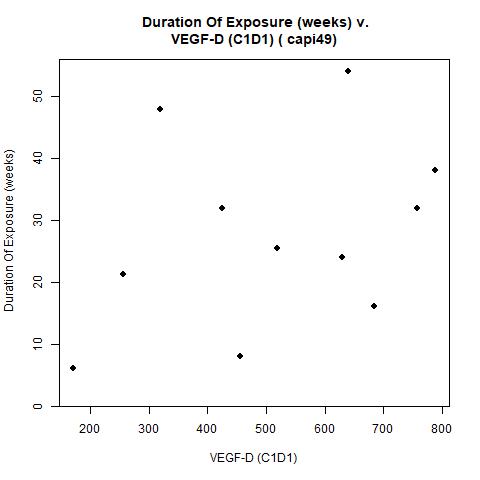 Duration Of Exposure (weeks) v.
VEGF-D (C1D1) ( capi49)
Duration Of Exposure (weeks)
50
40
30
20
10
0
200 300 400 500 600 700 800
VEGF-D (C1D1)